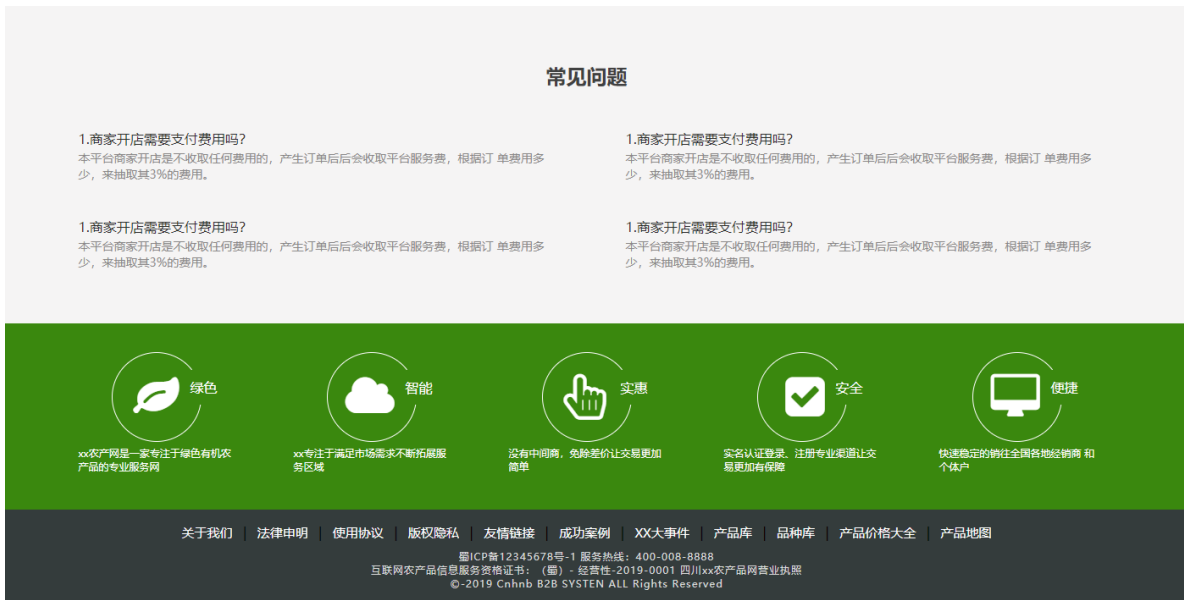 常见问题
1.商家开店需要支付费用吗?
本平台商家开店是不收取任何费用的，产生订单后后会收取平台服务费，根据订 单费用多
少，来抽取其3%的费用。
1.商家开店需要支付费用吗?
本平台商家开店是不收取任何费用的，产生订单后后会收取平台服务费，根据订 单费用多
少，来抽取其3%的费用。
1.商家开店需要支付费用吗?
本平台商家开店是不收取任何费用的，产生订单后后会收取平台服务费，根据订 单费用多
少，来抽取其3%的费用。
1.商家开店需要支付费用吗?
本平台商家开店是不收取任何费用的，产生订单后后会收取平台服务费，根据订 单费用多
少，来抽取其3%的费用。
绿色
xx农产网是一家专注于绿色有机农
产品的专业服务网
智能
xx专注于满足市场需求不断拓展服
务区域
实惠
没有中间商，免除差价让交易更加
简单
安全
实名认证登录、注册专业渠道让交
易更加有保障
便捷
快速稳定的销往全国各地经销商 和
个体户
关于我们 | 法律申明 | 使用协议 | 版权隐私 | 友情链接 | 成功案例 | XX大事件 | 产品库 | 品种库 | 产品价格大全 | 产品地图
蜀ICP备12345678号-1 服务热线：400-008-8888
互联网农产品信息服务资格证书：（蜀）- 经营性-2019-0001 四川xx农产品网营业执照
©-2019 Cnhnb B2B SYSTEN ALL Rights Reserved